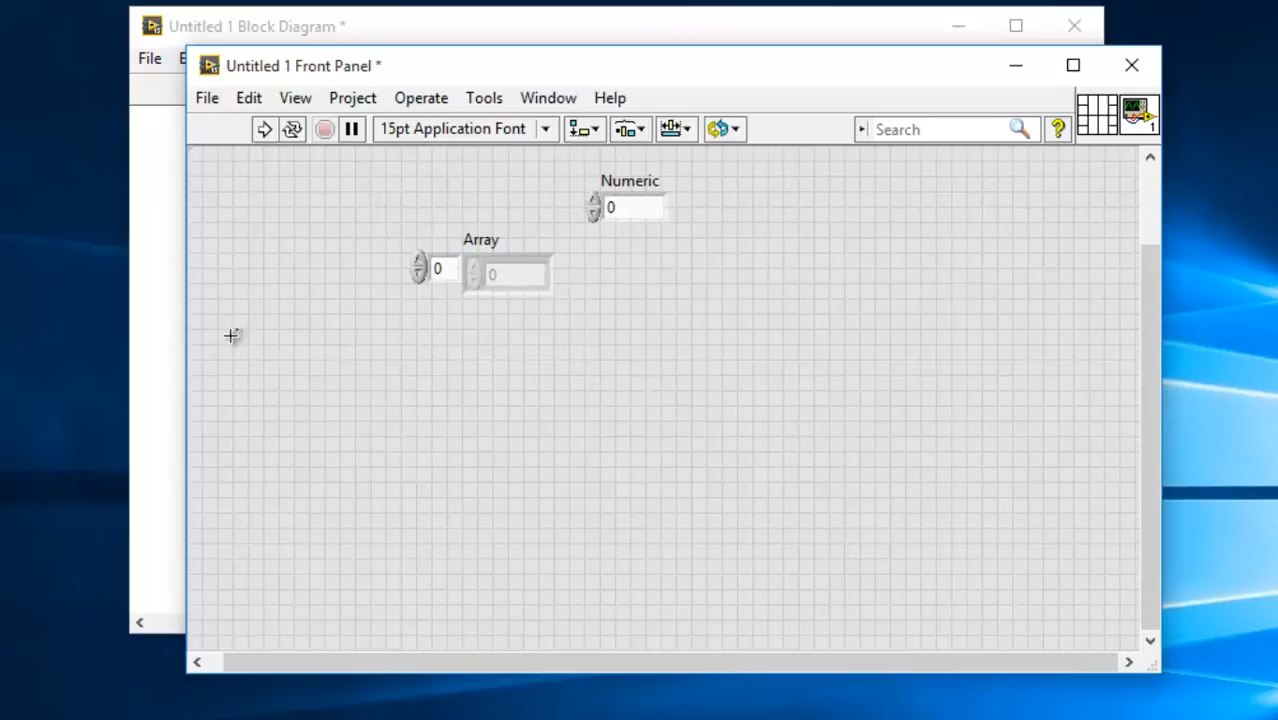 Untitled 1 Block Diagram *
File E
Untitled 1 Front Panel *
File Edit View Project Operate Tools Window Help
15pt Application Font
Search
?
1
Numeric
0
Array
0
0